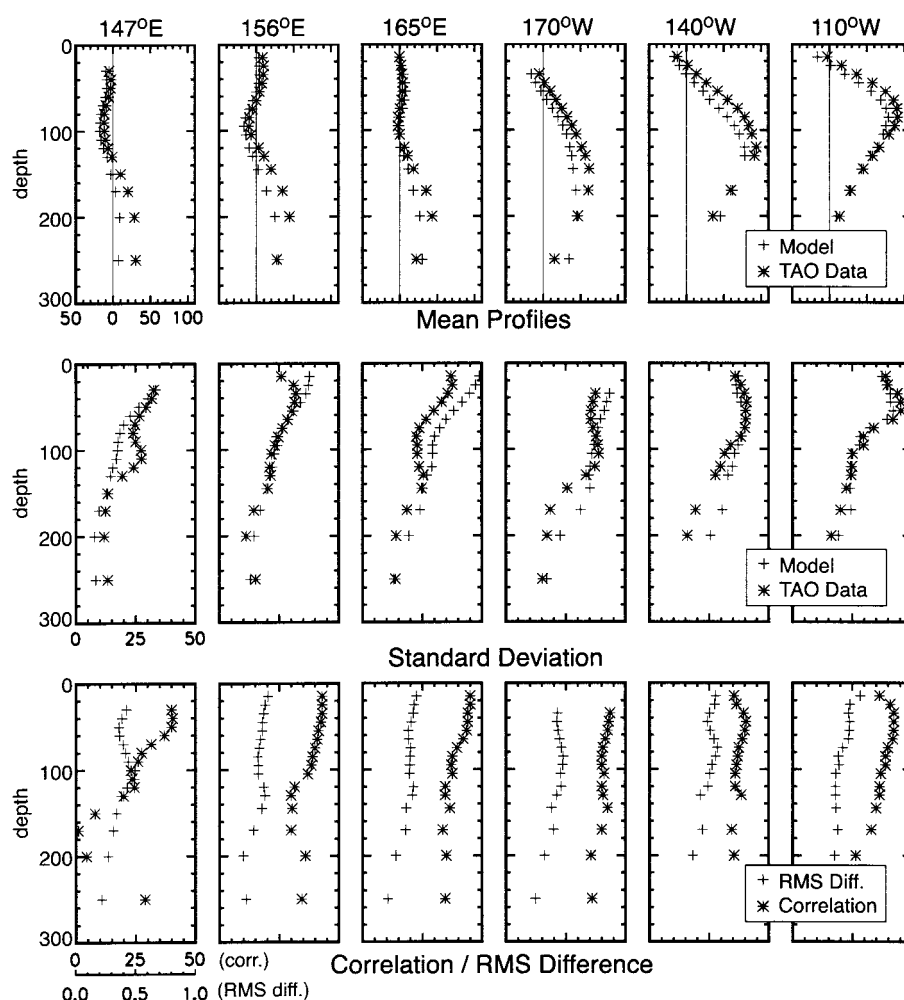 147°E 156°E 165°E 170°W 140°W 110°W
0
100
200
300
depth
50 0 50 100
+ Model
✳ TAO Data
Mean Profiles
0
100
200
300
depth
0 25 50
+ Model
✳ TAO Data
Standard Deviation
0
100
200
300
depth
+ RMS Diff.
✳ Correlation
0 25 50 (corr.)
Correlation / RMS Difference
0.0 0.5 1.0 (RMS diff.)